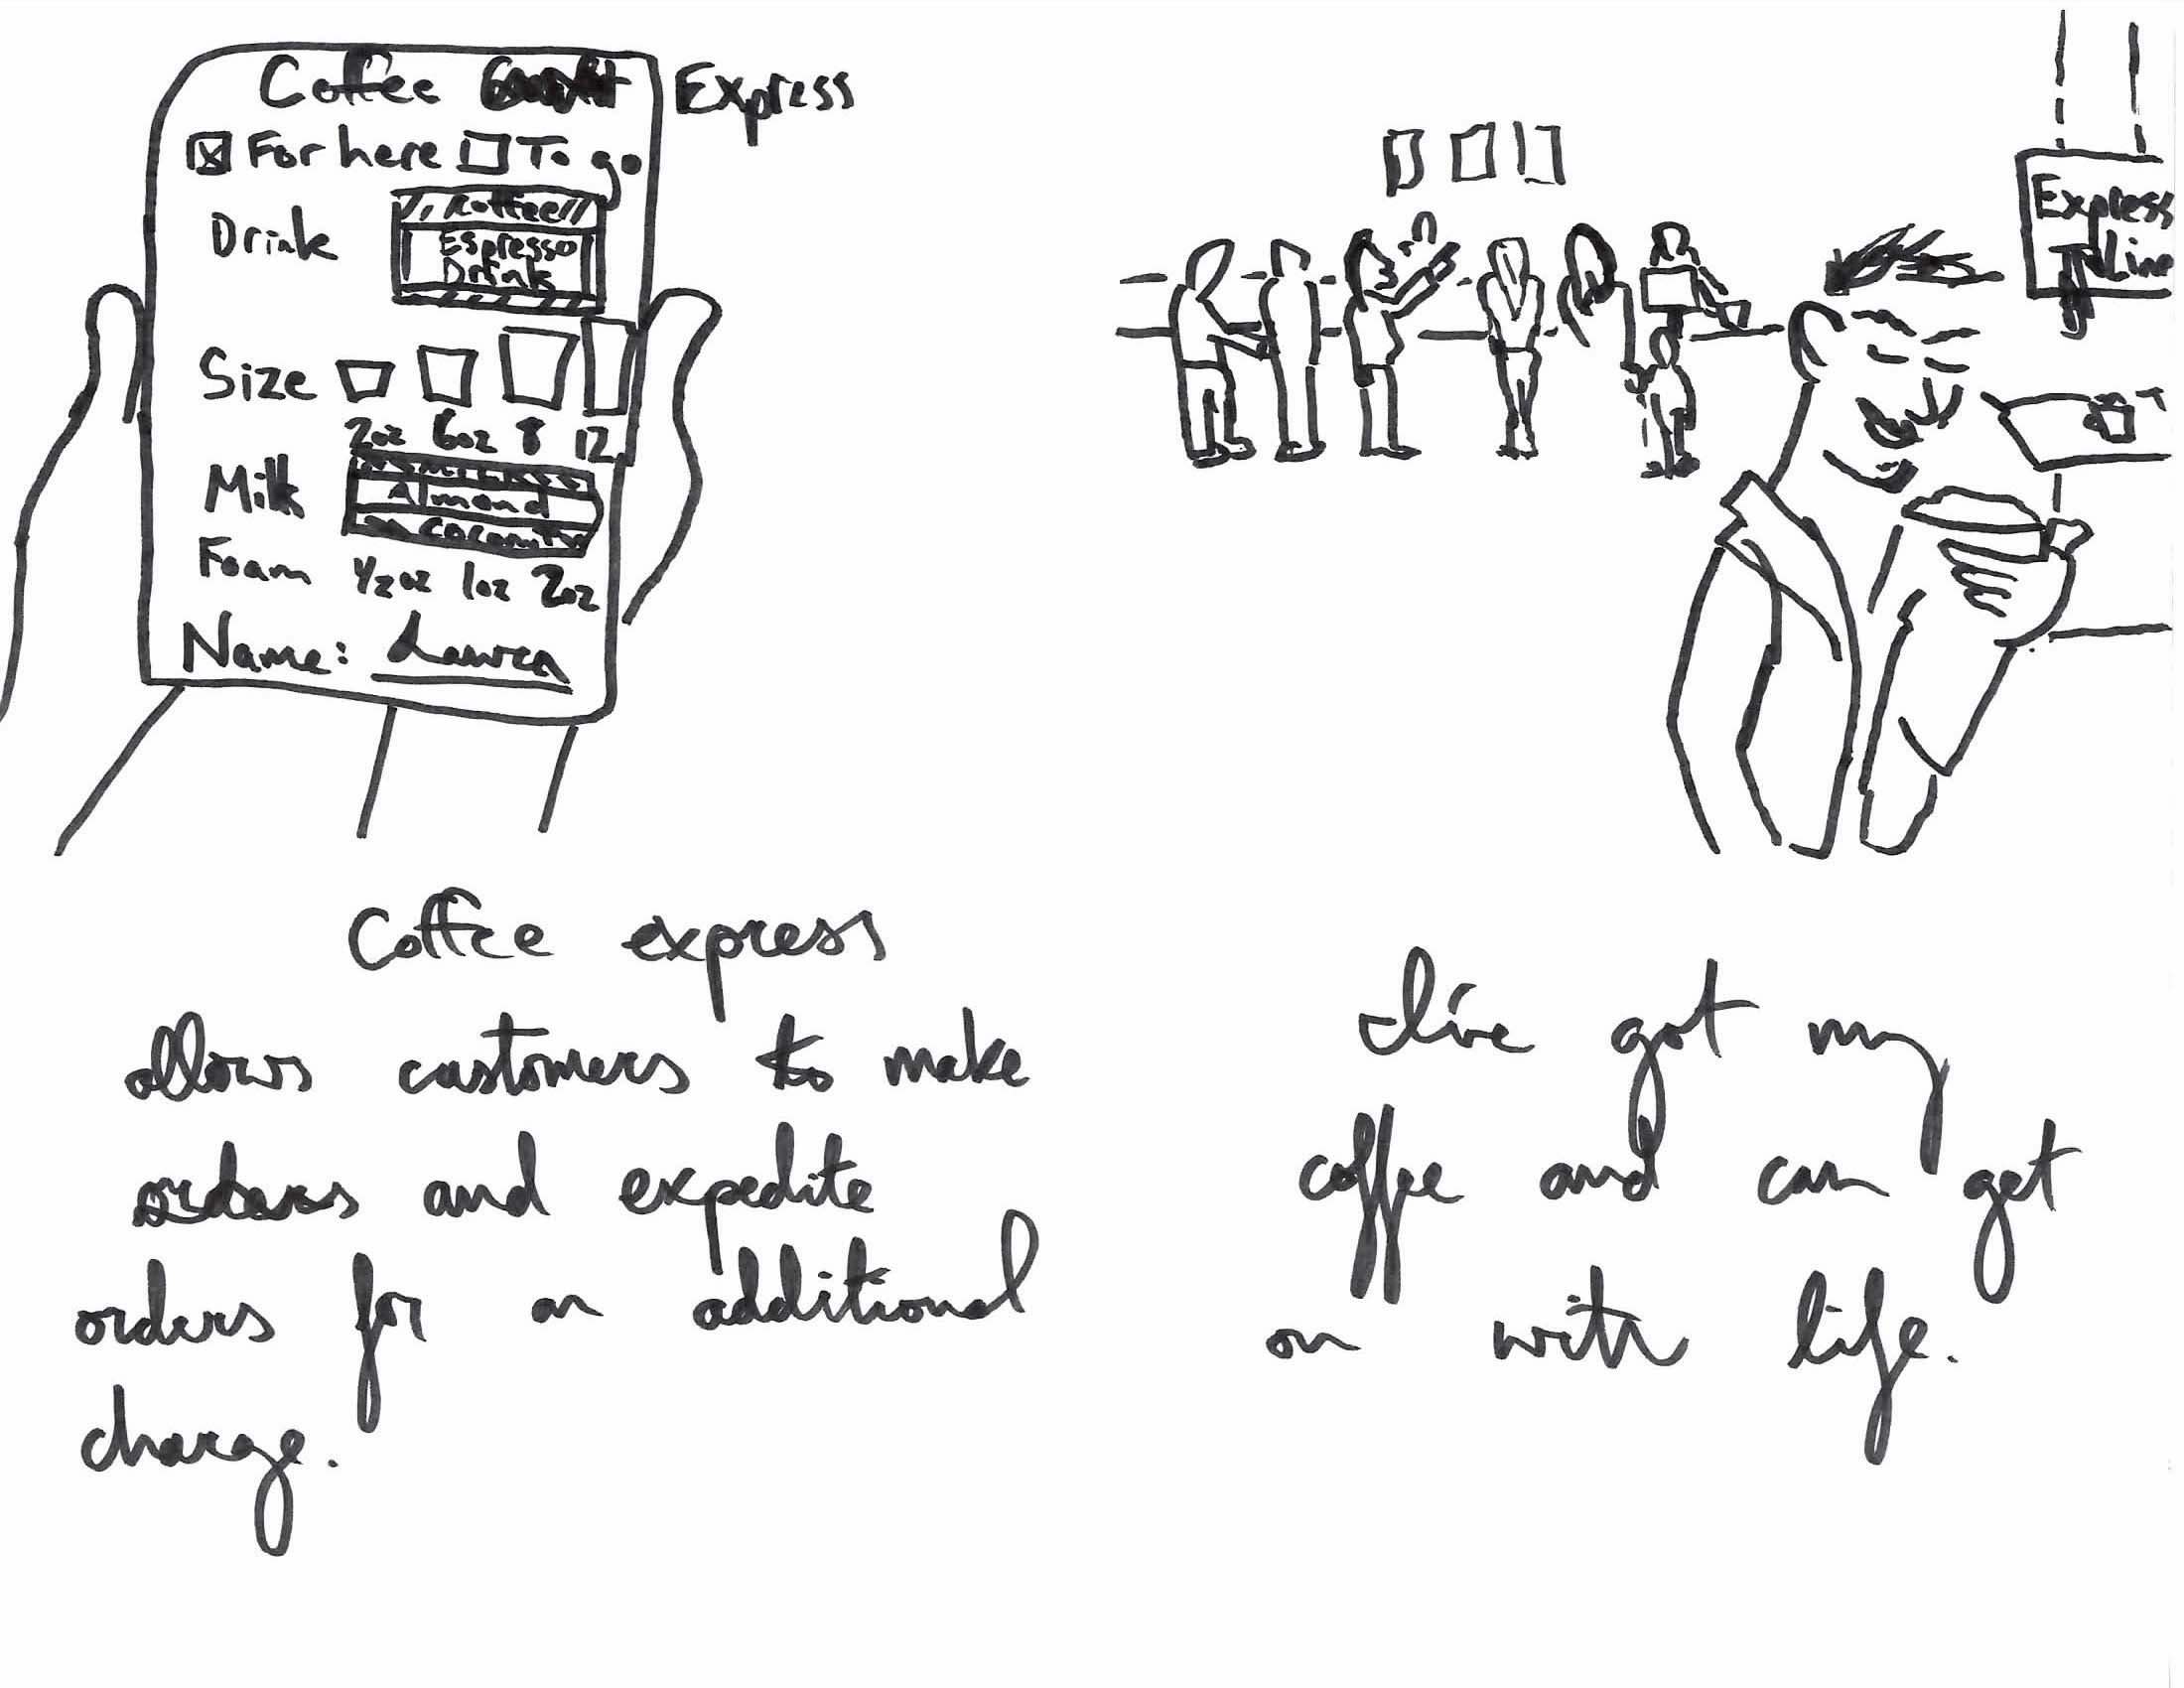 Coffee Express
For here To go
Drink
Coffee
Espresso
Drink
Size
2oz 6oz 8 12
Milk
Almond
Coconut
Foam 1/2oz 1oz 2oz
Name: Lauren
Coffee express
allows customers to make
orders and expedite
orders for an additional
charge.
Express
Line
I've got my
coffee and can get
on with life.